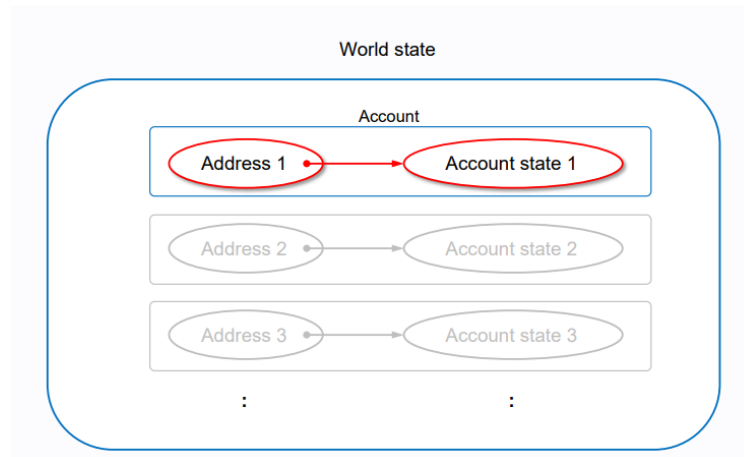 World state
Account
Address 1 Account state 1
Address 2 Account state 2
Address 3 Account state 3
: :